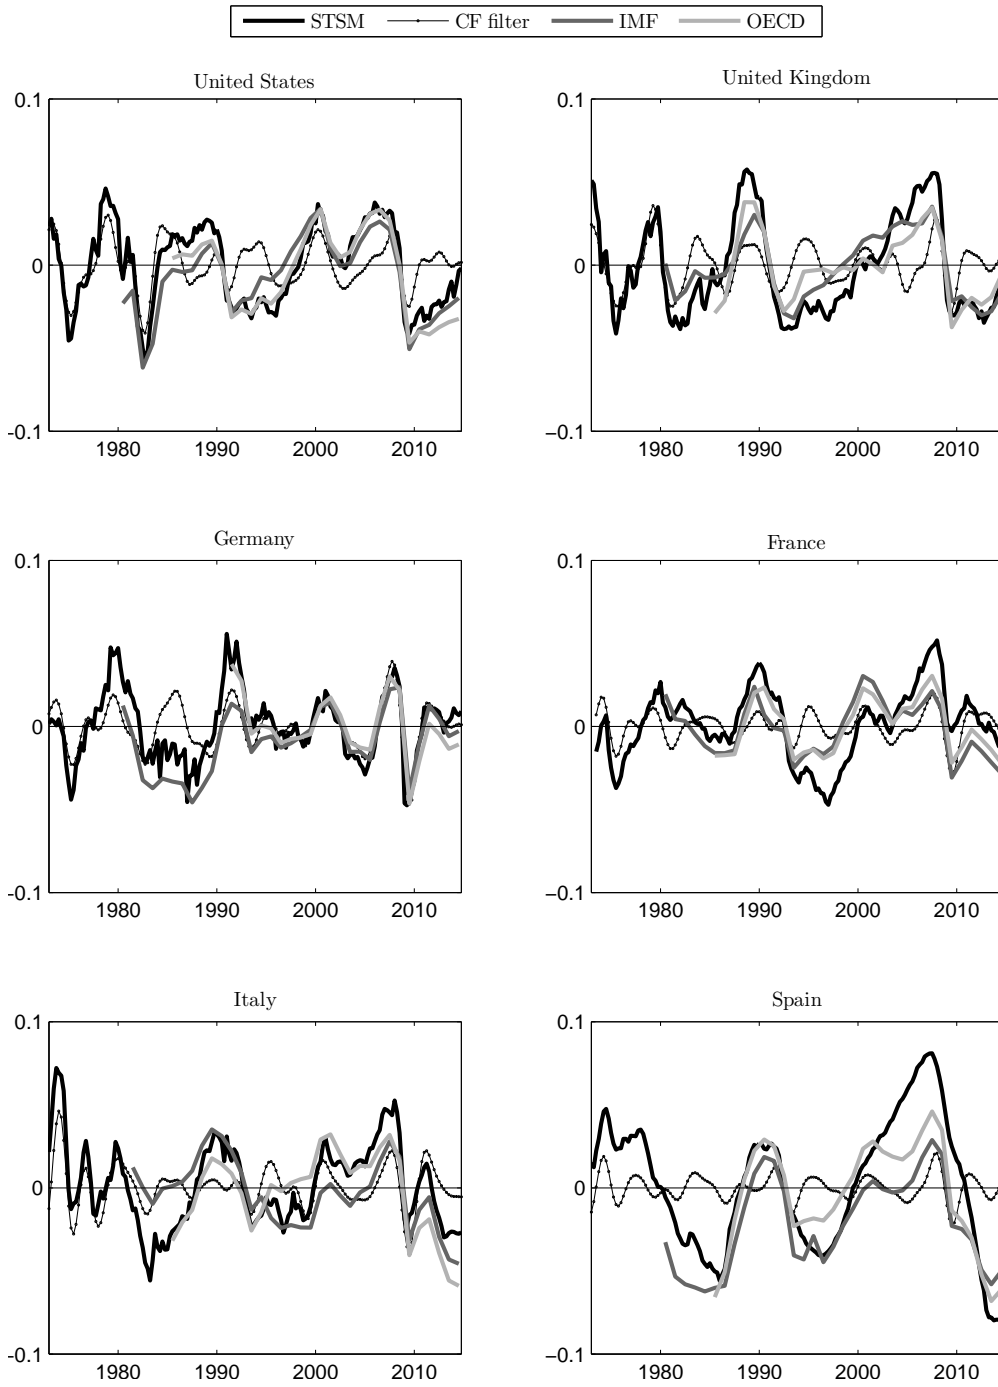 STSM CF filter IMF OECD
United States United Kingdom
0.1 0.1
0 0
-0.1 −0.1
1980 1990 2000 2010 1980 1990 2000 2010
Germany France
0.1 0.1
0 0
-0.1 −0.1
1980 1990 2000 2010 1980 1990 2000 2010
Italy Spain
0.1 0.1
0 0
-0.1 −0.1
1980 1990 2000 2010 1980 1990 2000 2010